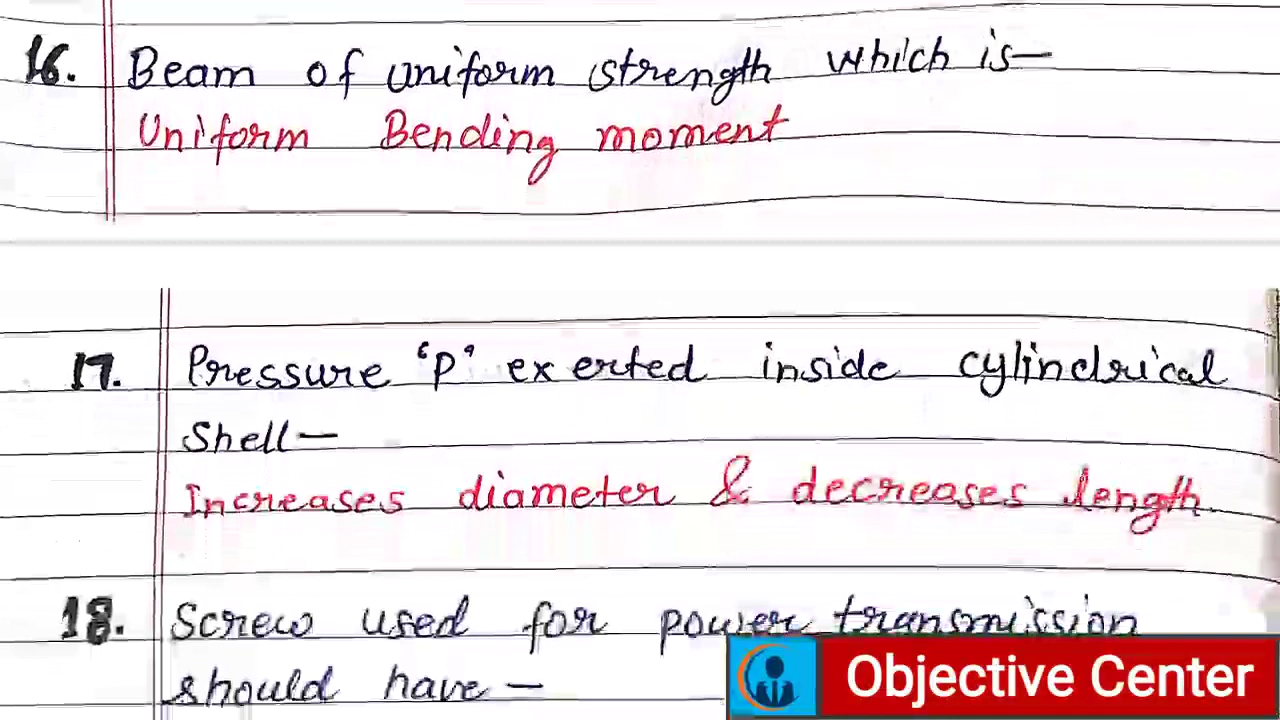 16. Beam of uniform strength which is—
Uniform Bending moment
17. Pressure 'p' exerted inside cylindrical
Shell—
Increases diameter & decreases length.
18. Screw used for power transmission
should have—
Objective Center